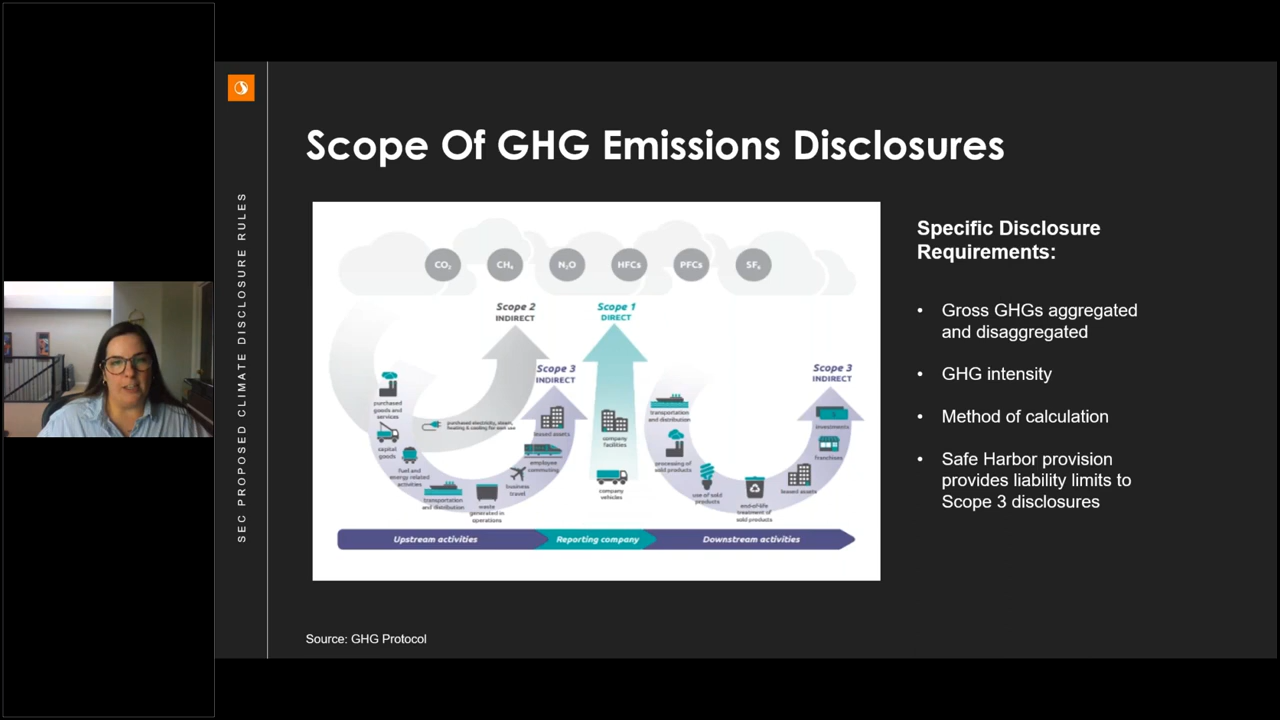 SEC PROPOSED CLIMATE DISCLOSURE RULES
Scope Of GHG Emissions Disclosures
CO₂
CH₄
N₂O
HFCs
PFCs
SF₆
Scope 2
INDIRECT
Scope 1
DIRECT
Scope 3
INDIRECT
Scope 3
INDIRECT
purchased
goods and
services
capital
goods
fuel and
energy related
activities
transportation
and distribution
waste
generated in
operations
business
travel
employee
commuting
leased assets
purchased electricity, steam,
heating & cooling for own use
company
facilities
company
vehicles
transportation
and distribution
processing of
sold products
use of sold
products
end-of-life
treatment of
sold products
leased assets
franchises
investments
Upstream activities
Reporting company
Downstream activities
Specific Disclosure
Requirements:
• Gross GHGs aggregated
and disaggregated
• GHG intensity
• Method of calculation
• Safe Harbor provision
provides liability limits to
Scope 3 disclosures
Source: GHG Protocol